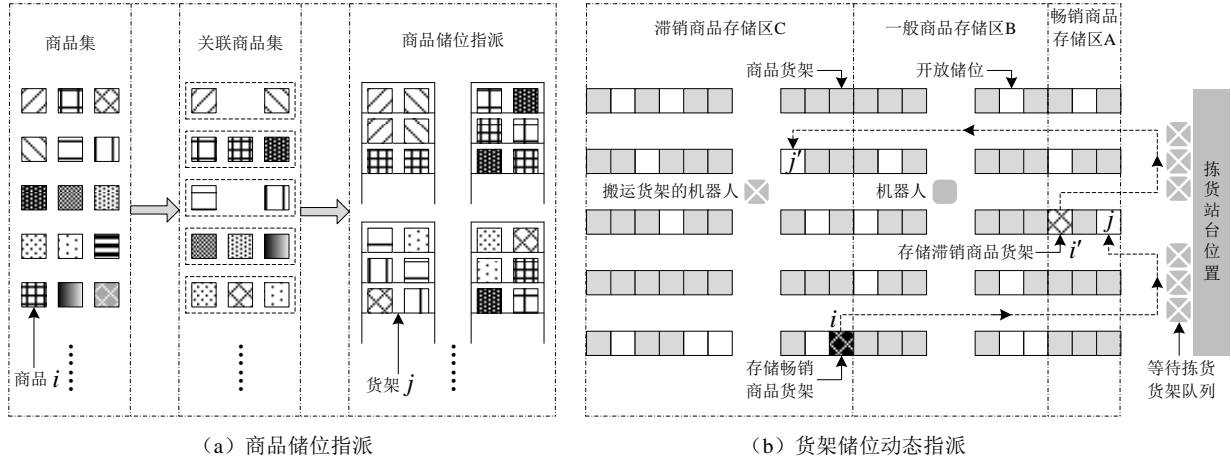 商品集
关联商品集
商品储位指派
商品 i
货架 j
(a) 商品储位指派
滞销商品存储区C
一般商品存储区B
畅销商品
存储区A
商品货架
开放储位
j′
搬运货架的机器人
机器人
j
存储滞销商品货架
i′
i
存储畅销
商品货架
等待拣货
货架队列
拣货站台位置
(b) 货架储位动态指派